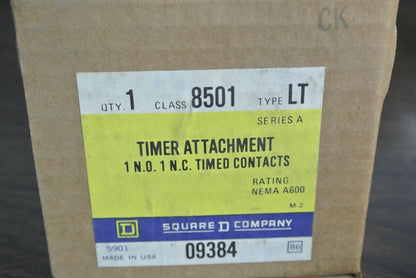 CK
QTY. 1 CLASS 8501 TYPE LT
SERIES A
TIMER ATTACHMENT
1 N.O. 1 N.C. TIMED CONTACTS
RATING:
NEMA A600
M-2
D SQUARE D COMPANY
5901
MADE IN USA 09384 86